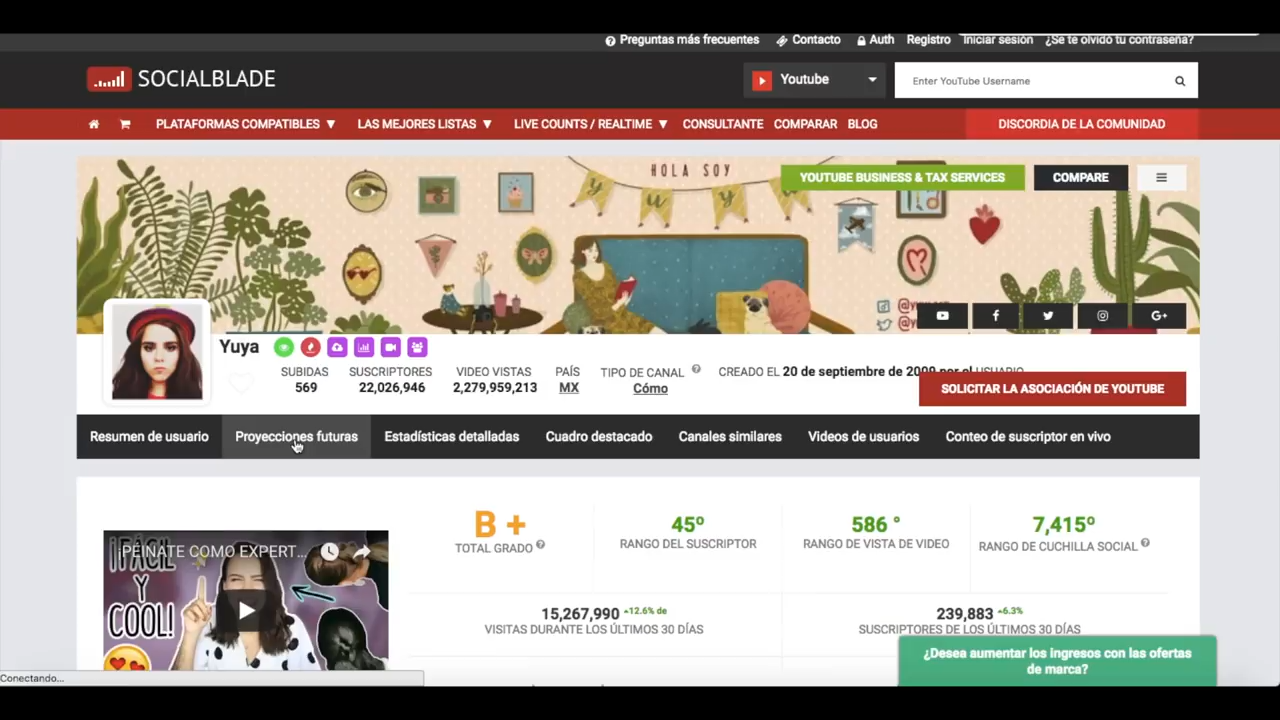 Preguntas más frecuentes Contacto Auth Registro Iniciar sesión ¿Se te olvidó tu contraseña?
SOCIALBLADE
Youtube
Enter YouTube Username
PLATAFORMAS COMPATIBLES ▼ LAS MEJORES LISTAS ▼ LIVE COUNTS / REALTIME ▼ CONSULTANTE COMPARAR BLOG DISCORDIA DE LA COMUNIDAD
HOLA SOY
YUYA
YOUTUBE BUSINESS & TAX SERVICES COMPARE
Yuya
SUBIDAS
569
SUSCRIPTORES
22,026,946
VIDEO VISTAS
2,279,959,213
PAÍS
MX
TIPO DE CANAL
Cómo
CREADO EL 20 de septiembre de 2009 por el USUARIO
SOLICITAR LA ASOCIACIÓN DE YOUTUBE
Resumen de usuario Proyecciones futuras Estadísticas detalladas Cuadro destacado Canales similares Videos de usuarios Conteo de suscriptor en vivo
¡PÉINATE COMO EXPERT...
¡FÁCIL
Y
COOL!
B +
TOTAL GRADO
45º
RANGO DEL SUSCRIPTOR
586 °
RANGO DE VISTA DE VIDEO
7,415º
RANGO DE CUCHILLA SOCIAL
15,267,990 +12.6% de
VISITAS DURANTE LOS ÚLTIMOS 30 DÍAS
239,883 +6.3%
SUSCRIPTORES DE LOS ÚLTIMOS 30 DÍAS
¿Desea aumentar los ingresos con las ofertas
de marca?
Conectando...